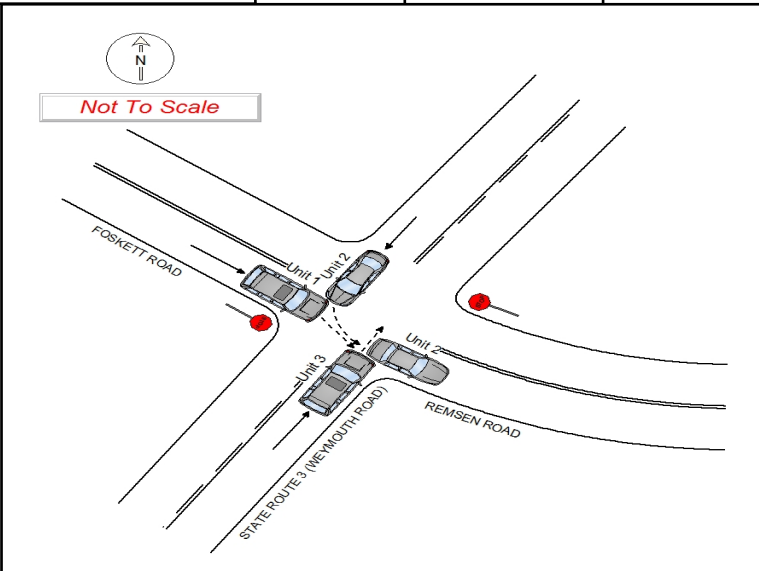 N
Not To Scale
FOSKETT ROAD
Unit 1
Unit 2
Unit 3
Unit 2
REMSEN ROAD
STATE ROUTE 3 (WEYMOUTH ROAD)